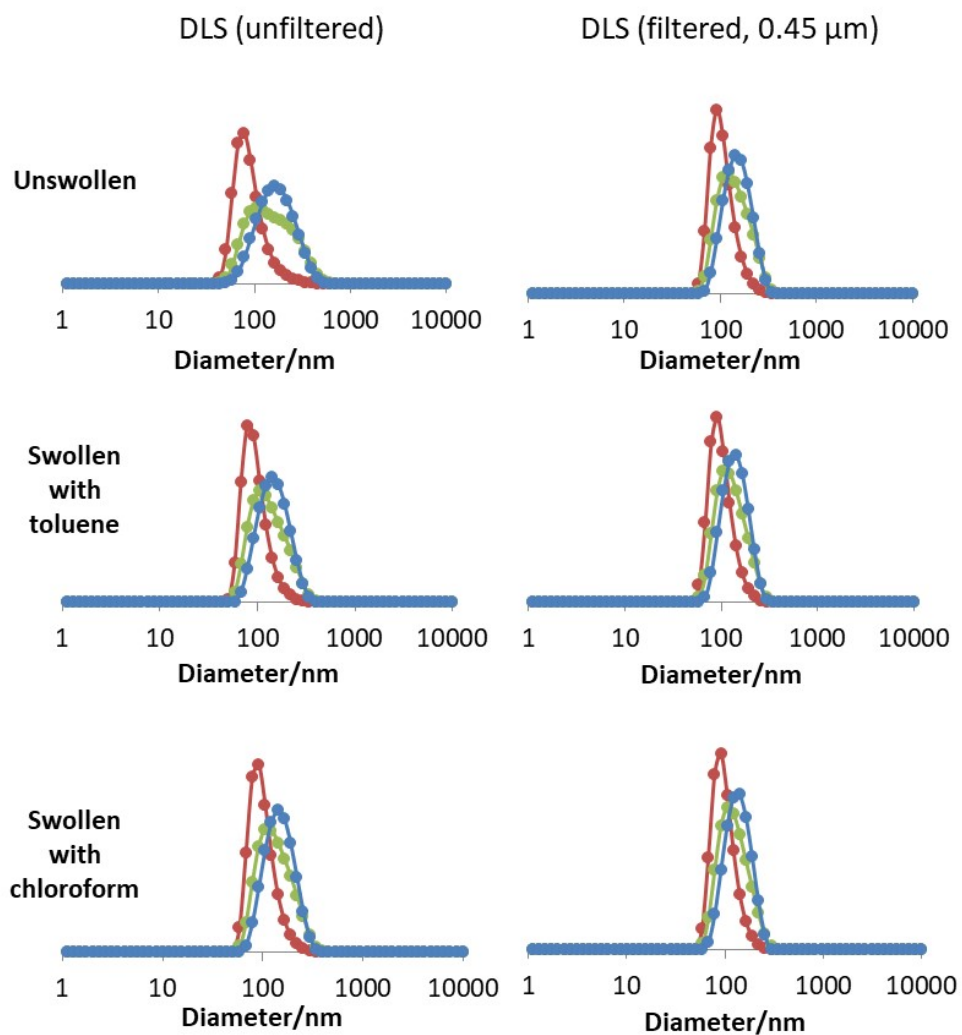 DLS (unfiltered)
DLS (filtered, 0.45 µm)
Unswollen
1 10 100 1000 10000
Diameter/nm
1 10 100 1000 10000
Diameter/nm
Swollen
with
toluene
1 10 100 1000 10000
Diameter/nm
1 10 100 1000 10000
Diameter/nm
Swollen
with
chloroform
1 10 100 1000 10000
Diameter/nm
1 10 100 1000 10000
Diameter/nm